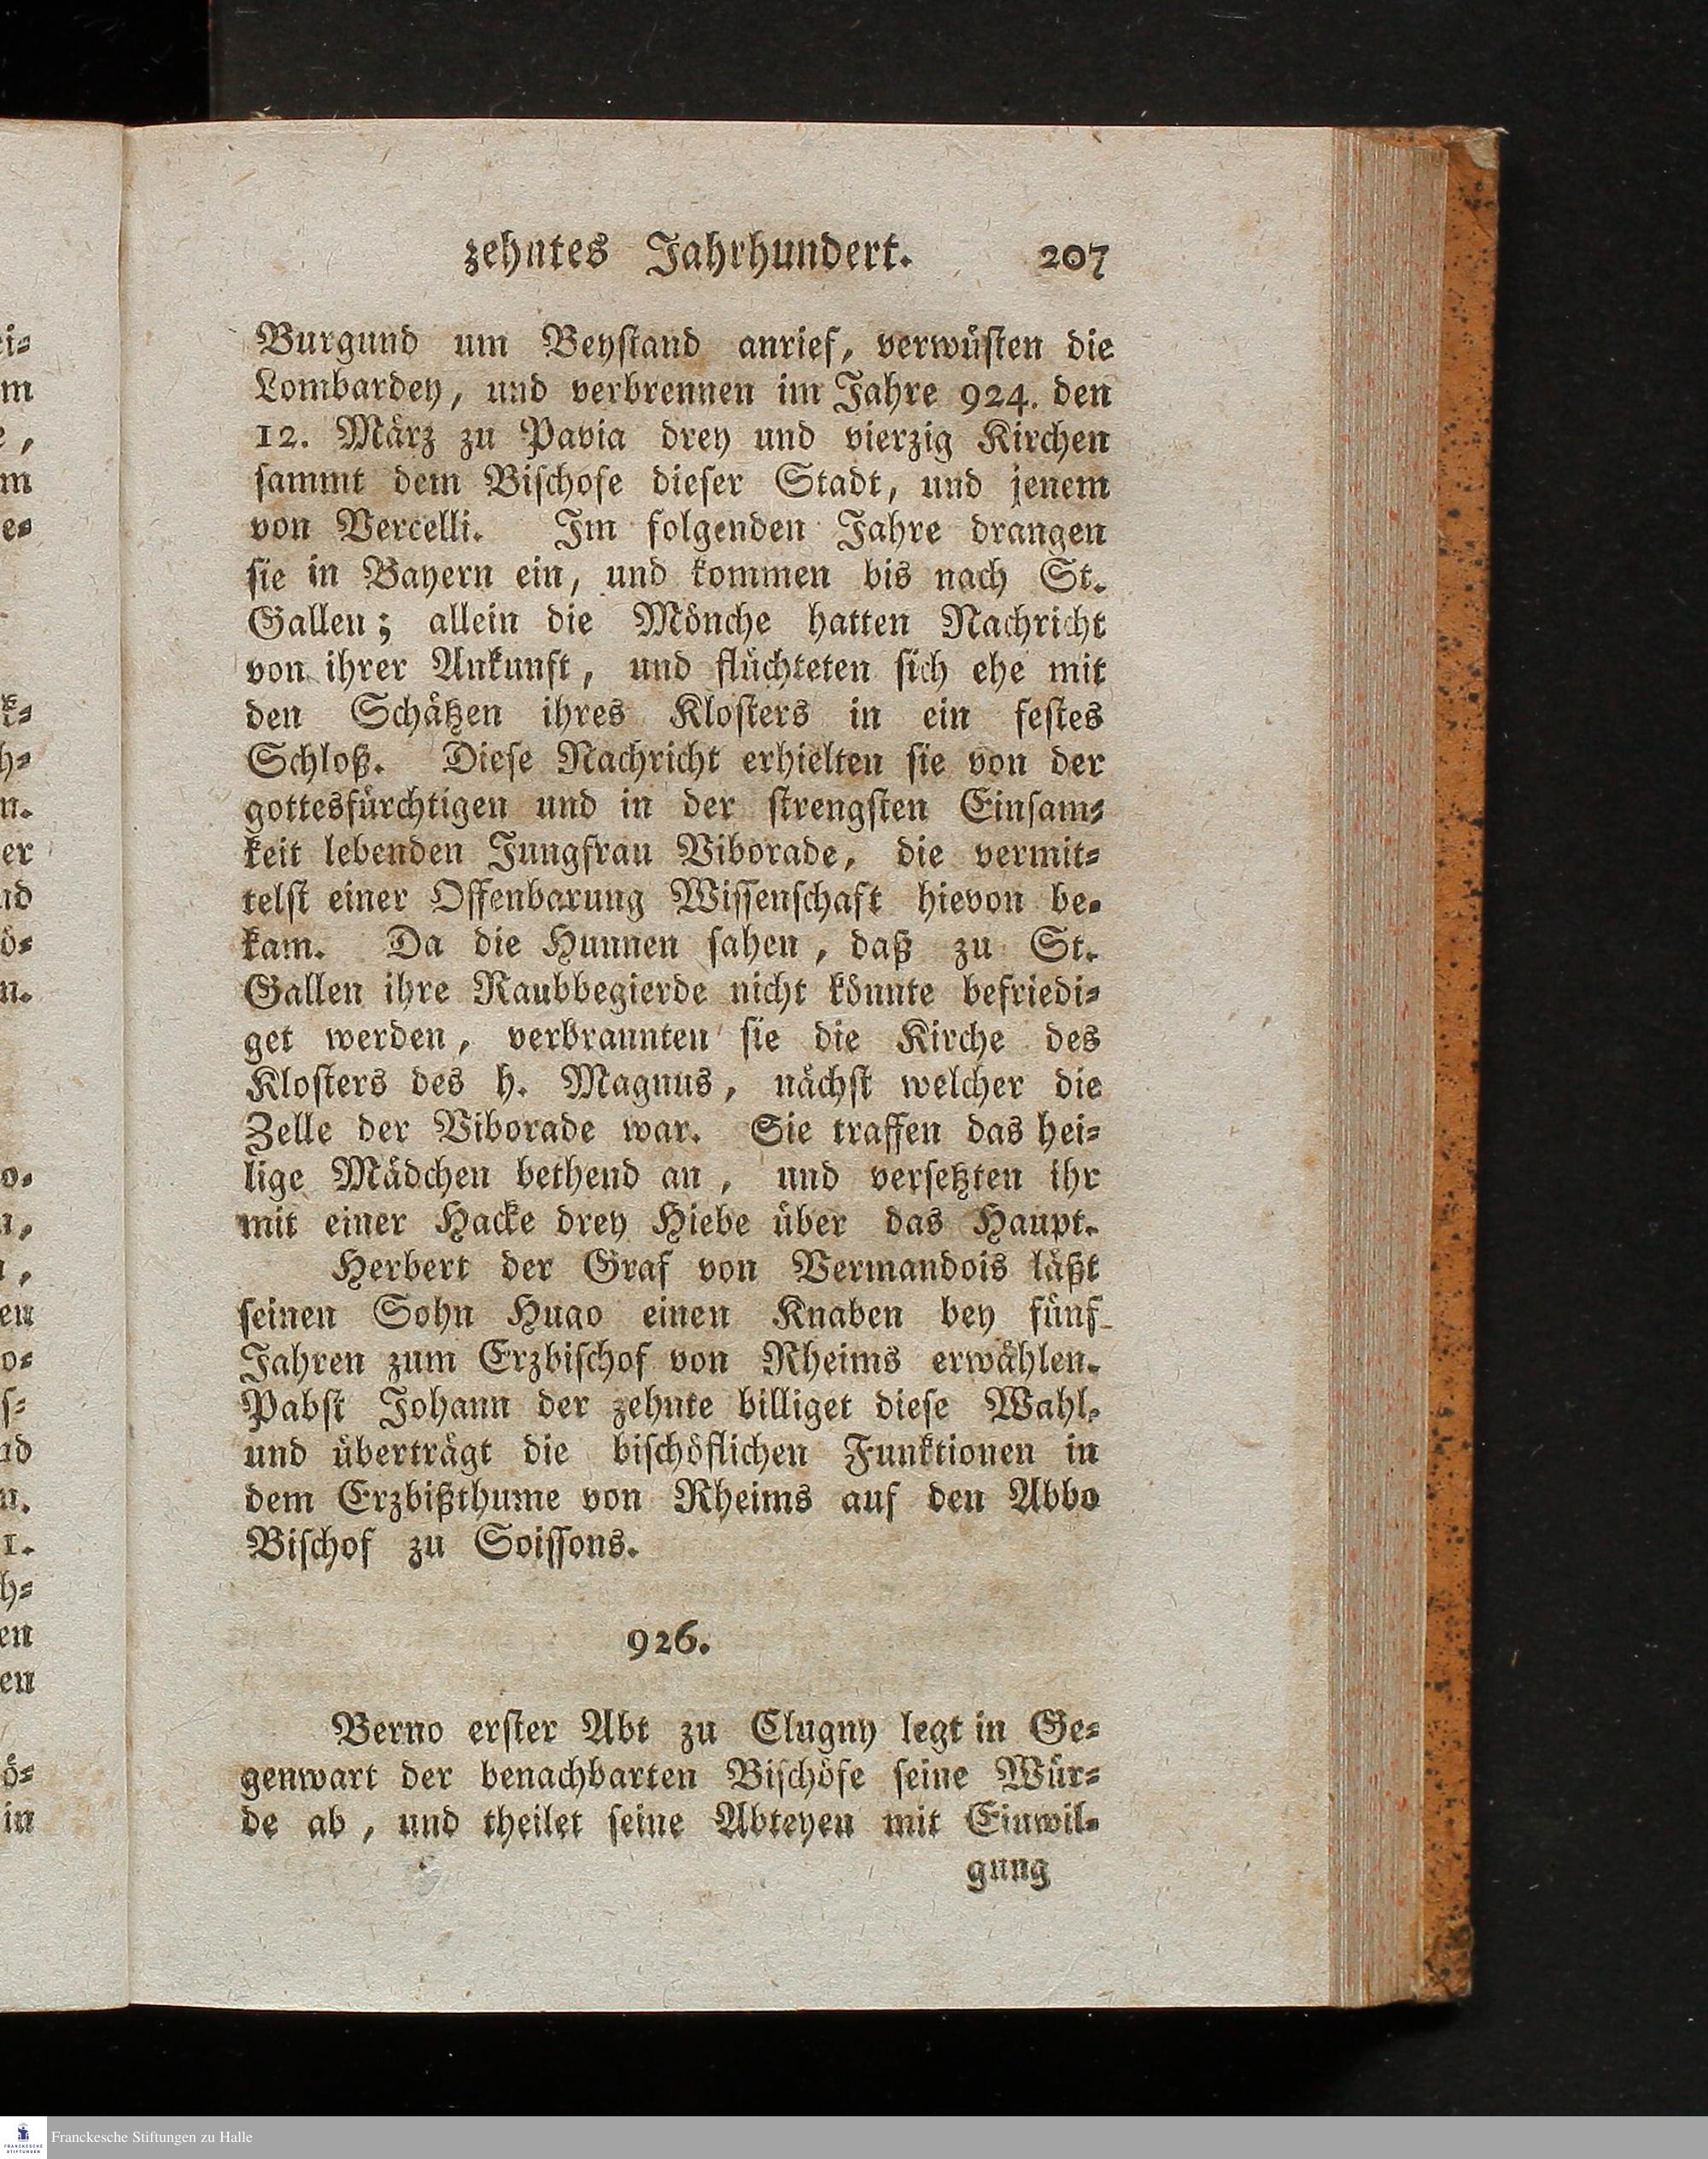 zehntes Jahrhundert. 207
Burgund um Beystand anrief, verwüsten die
Lombardey, und verbrennen im Jahre 924. den
12. März zu Pavia drey und vierzig Kirchen
sammt dem Bischofe dieser Stadt, und jenem
von Vercelli. Im folgenden Jahre drangen
sie in Bayern ein, und kommen bis nach St.
Gallen; allein die Mönche hatten Nachricht
von ihrer Ankunft, und flüchteten sich ehe mit
den Schätzen ihres Klosters in ein festes
Schloß. Diese Nachricht erhielten sie von der
gottesfürchtigen und in der strengsten Einsam-
keit lebenden Jungfrau Viborade, die vermit-
telst einer Offenbarung Wissenschaft hievon be-
kam. Da die Hunnen sahen, daß zu St.
Gallen ihre Raubbegierde nicht könnte befriedi-
get werden, verbrannten sie die Kirche des
Klosters des h. Magnus, nächst welcher die
Zelle der Viborade war. Sie traffen das hei-
lige Mädchen bethend an, und versetzten ihr
mit einer Hacke drey Hiebe über das Haupt.
Herbert der Graf von Vermandois läßt
seinen Sohn Hugo einen Knaben bey fünf
Jahren zum Erzbischof von Rheims erwählen.
Pabst Johann der zehnte billiget diese Wahl,
und überträgt die bischöflichen Funktionen in
dem Erzbißthume von Rheims auf den Abbo
Bischof zu Soissons.
926.
Berno erster Abt zu Clugny legt in Ge-
genwart der benachbarten Bischöfe seine Wür-
de ab, und theilet seine Abteyen mit Einwil-
gung
Franckesche Stiftungen zu Halle